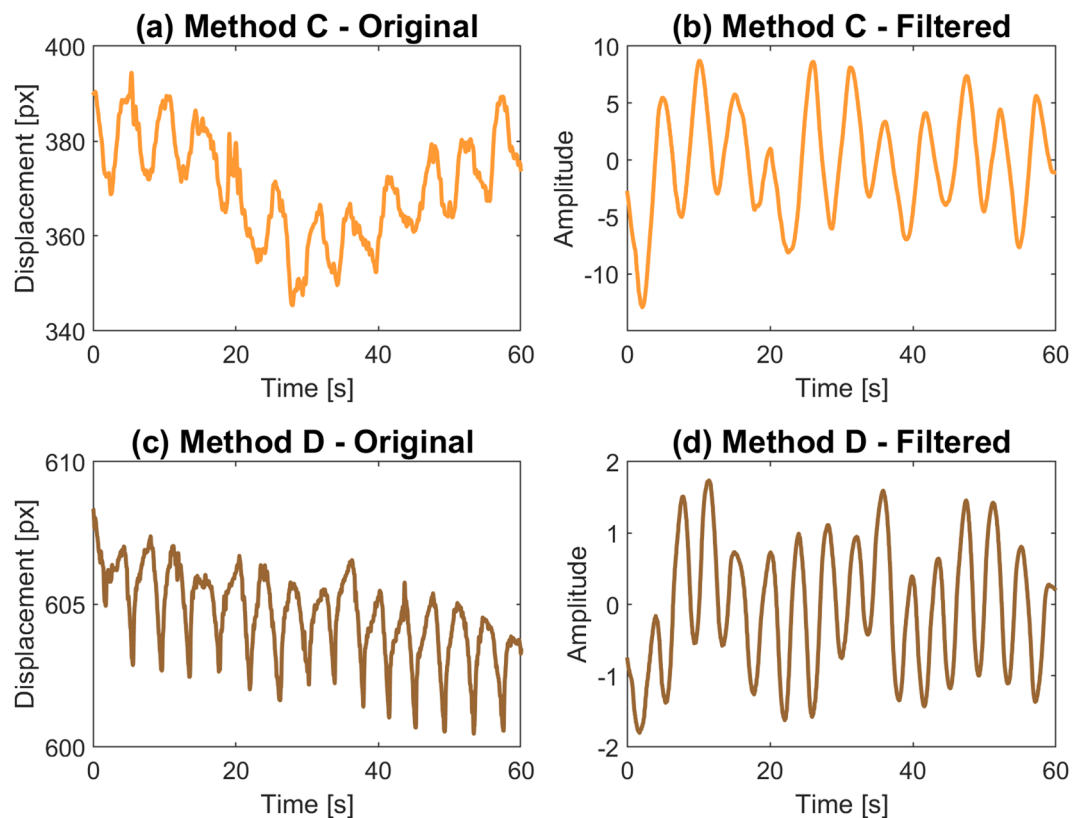 (a) Method C - Original
Displacement [px]
400
380
360
340
0 20 40 60
Time [s]
(b) Method C - Filtered
Amplitude
10
5
0
-5
-10
0 20 40 60
Time [s]
(c) Method D - Original
Displacement [px]
610
605
600
0 20 40 60
Time [s]
(d) Method D - Filtered
Amplitude
2
1
0
-1
-2
0 20 40 60
Time [s]